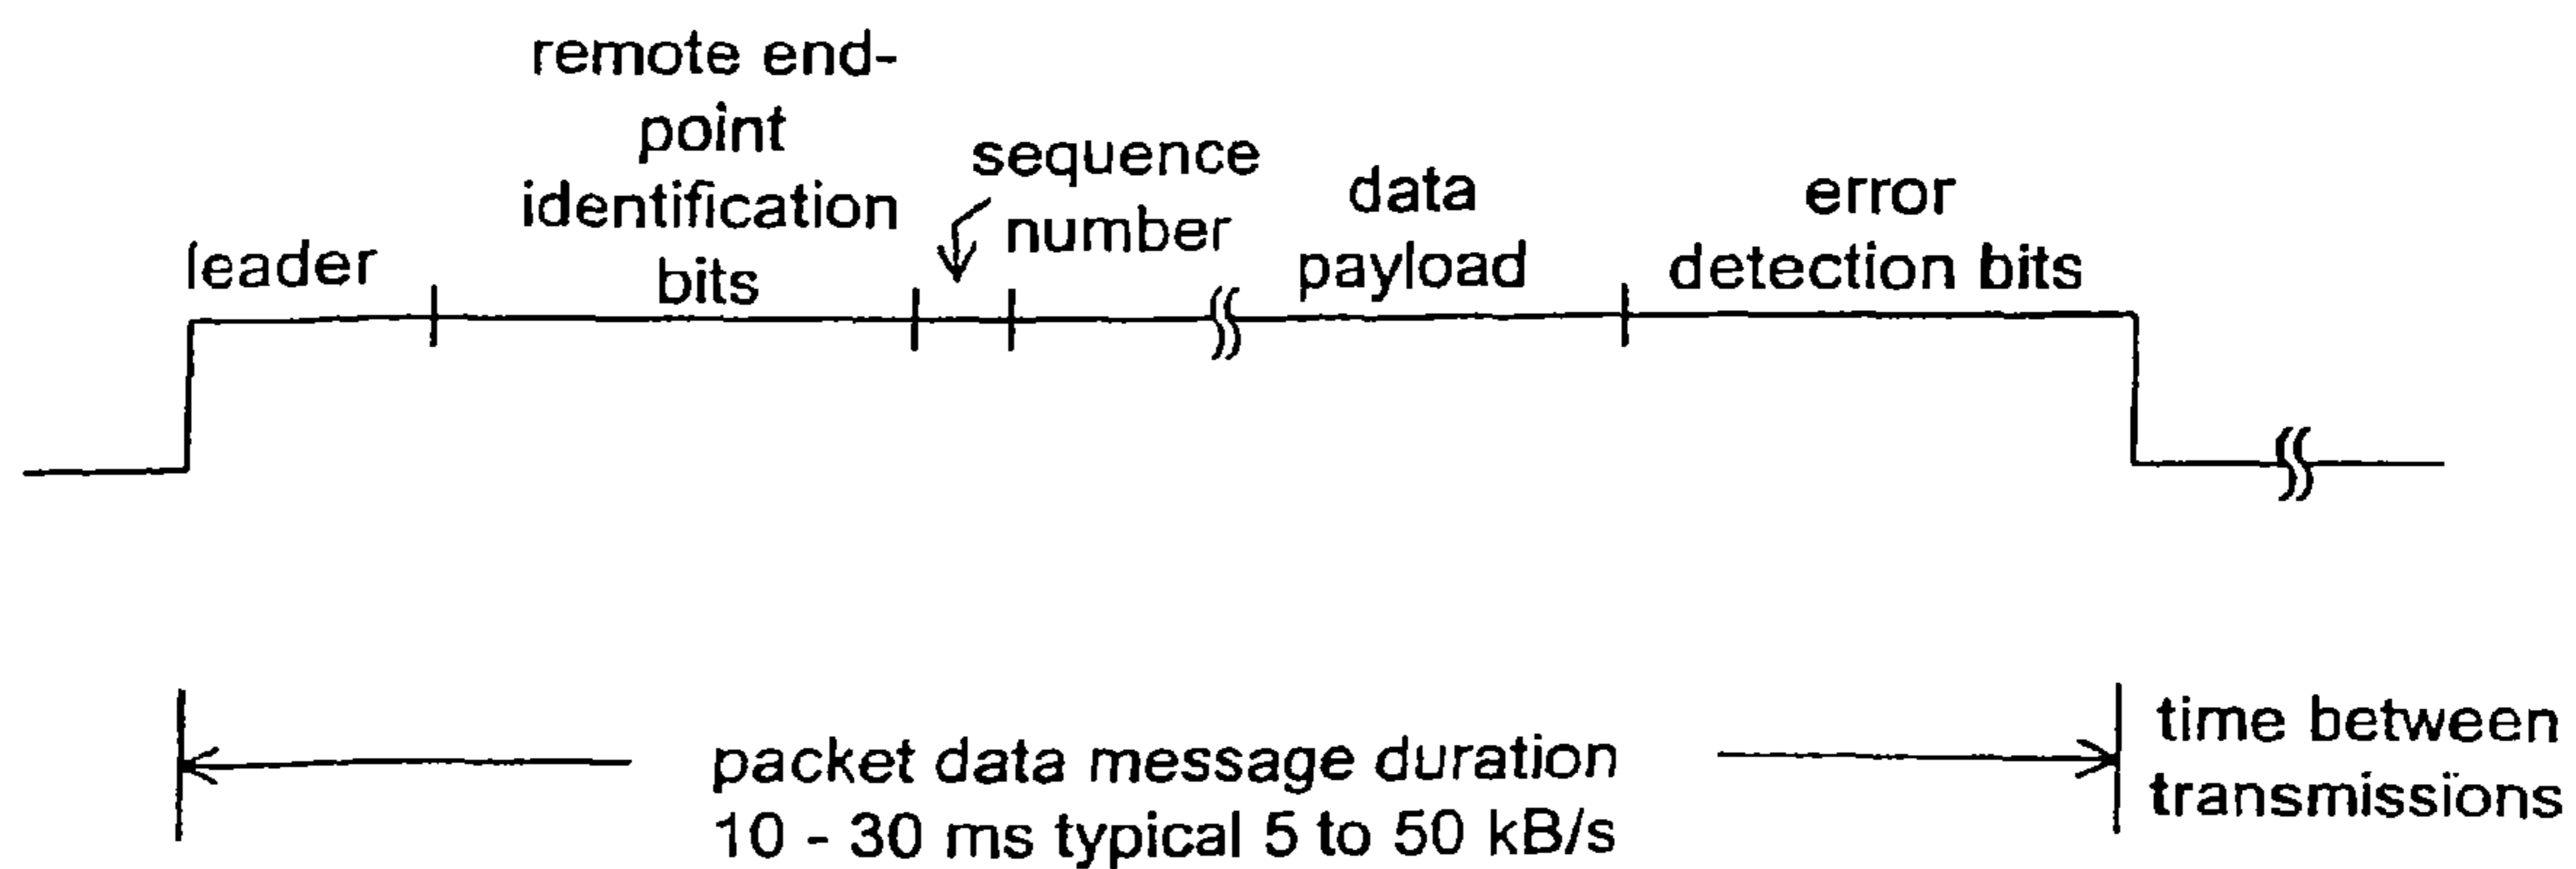 leader
remote end-
point
identification
bits
sequence
number
data
payload
error
detection bits
packet data message duration
10 - 30 ms typical 5 to 50 kB/s
time between
transmissions